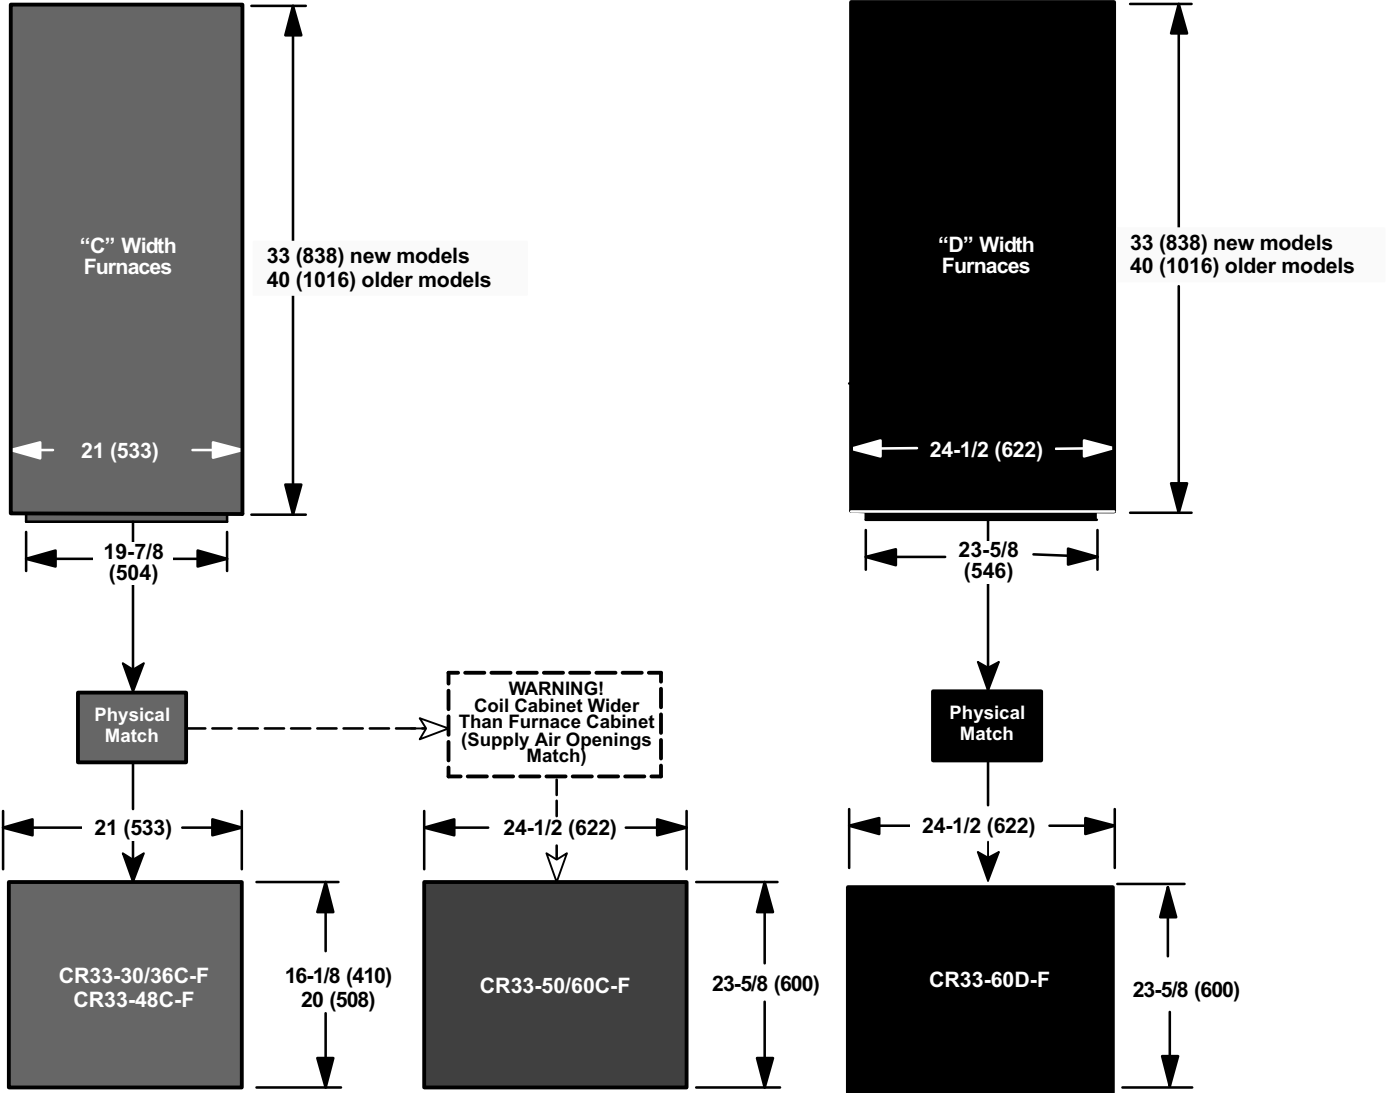 “C” Width
Furnaces
33 (838) new models
40 (1016) older models
21 (533)
19-7/8
(504)
“D” Width
Furnaces
33 (838) new models
40 (1016) older models
24-1/2 (622)
23-5/8
(546)
Physical
Match
WARNING!
Coil Cabinet Wider
Than Furnace Cabinet
(Supply Air Openings
Match)
Physical
Match
21 (533)
24-1/2 (622)
24-1/2 (622)
CR33-30/36C-F
CR33-48C-F
16-1/8 (410)
20 (508)
CR33-50/60C-F
23-5/8 (600)
CR33-60D-F
23-5/8 (600)